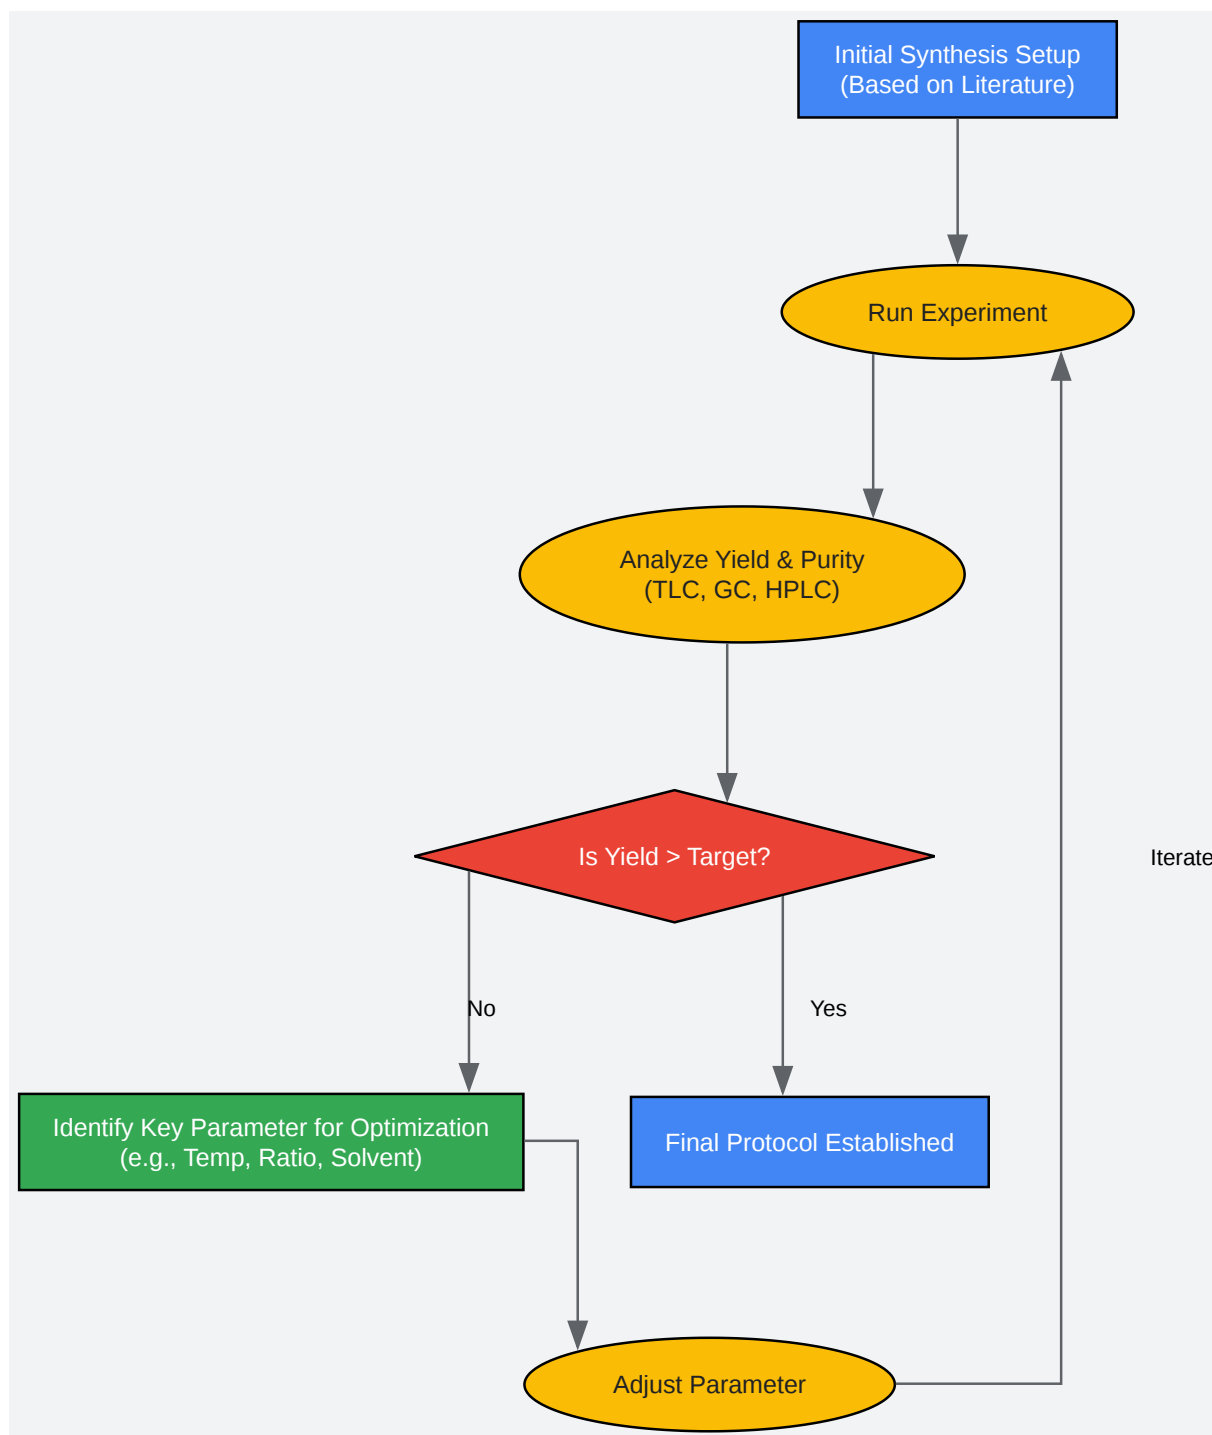 Initial Synthesis Setup
(Based on Literature)
Run Experiment
Analyze Yield & Purity
(TLC, GC, HPLC)
Is Yield > Target?
Iterate
No
Yes
Identify Key Parameter for Optimization
(e.g., Temp, Ratio, Solvent)
Final Protocol Established
Adjust Parameter